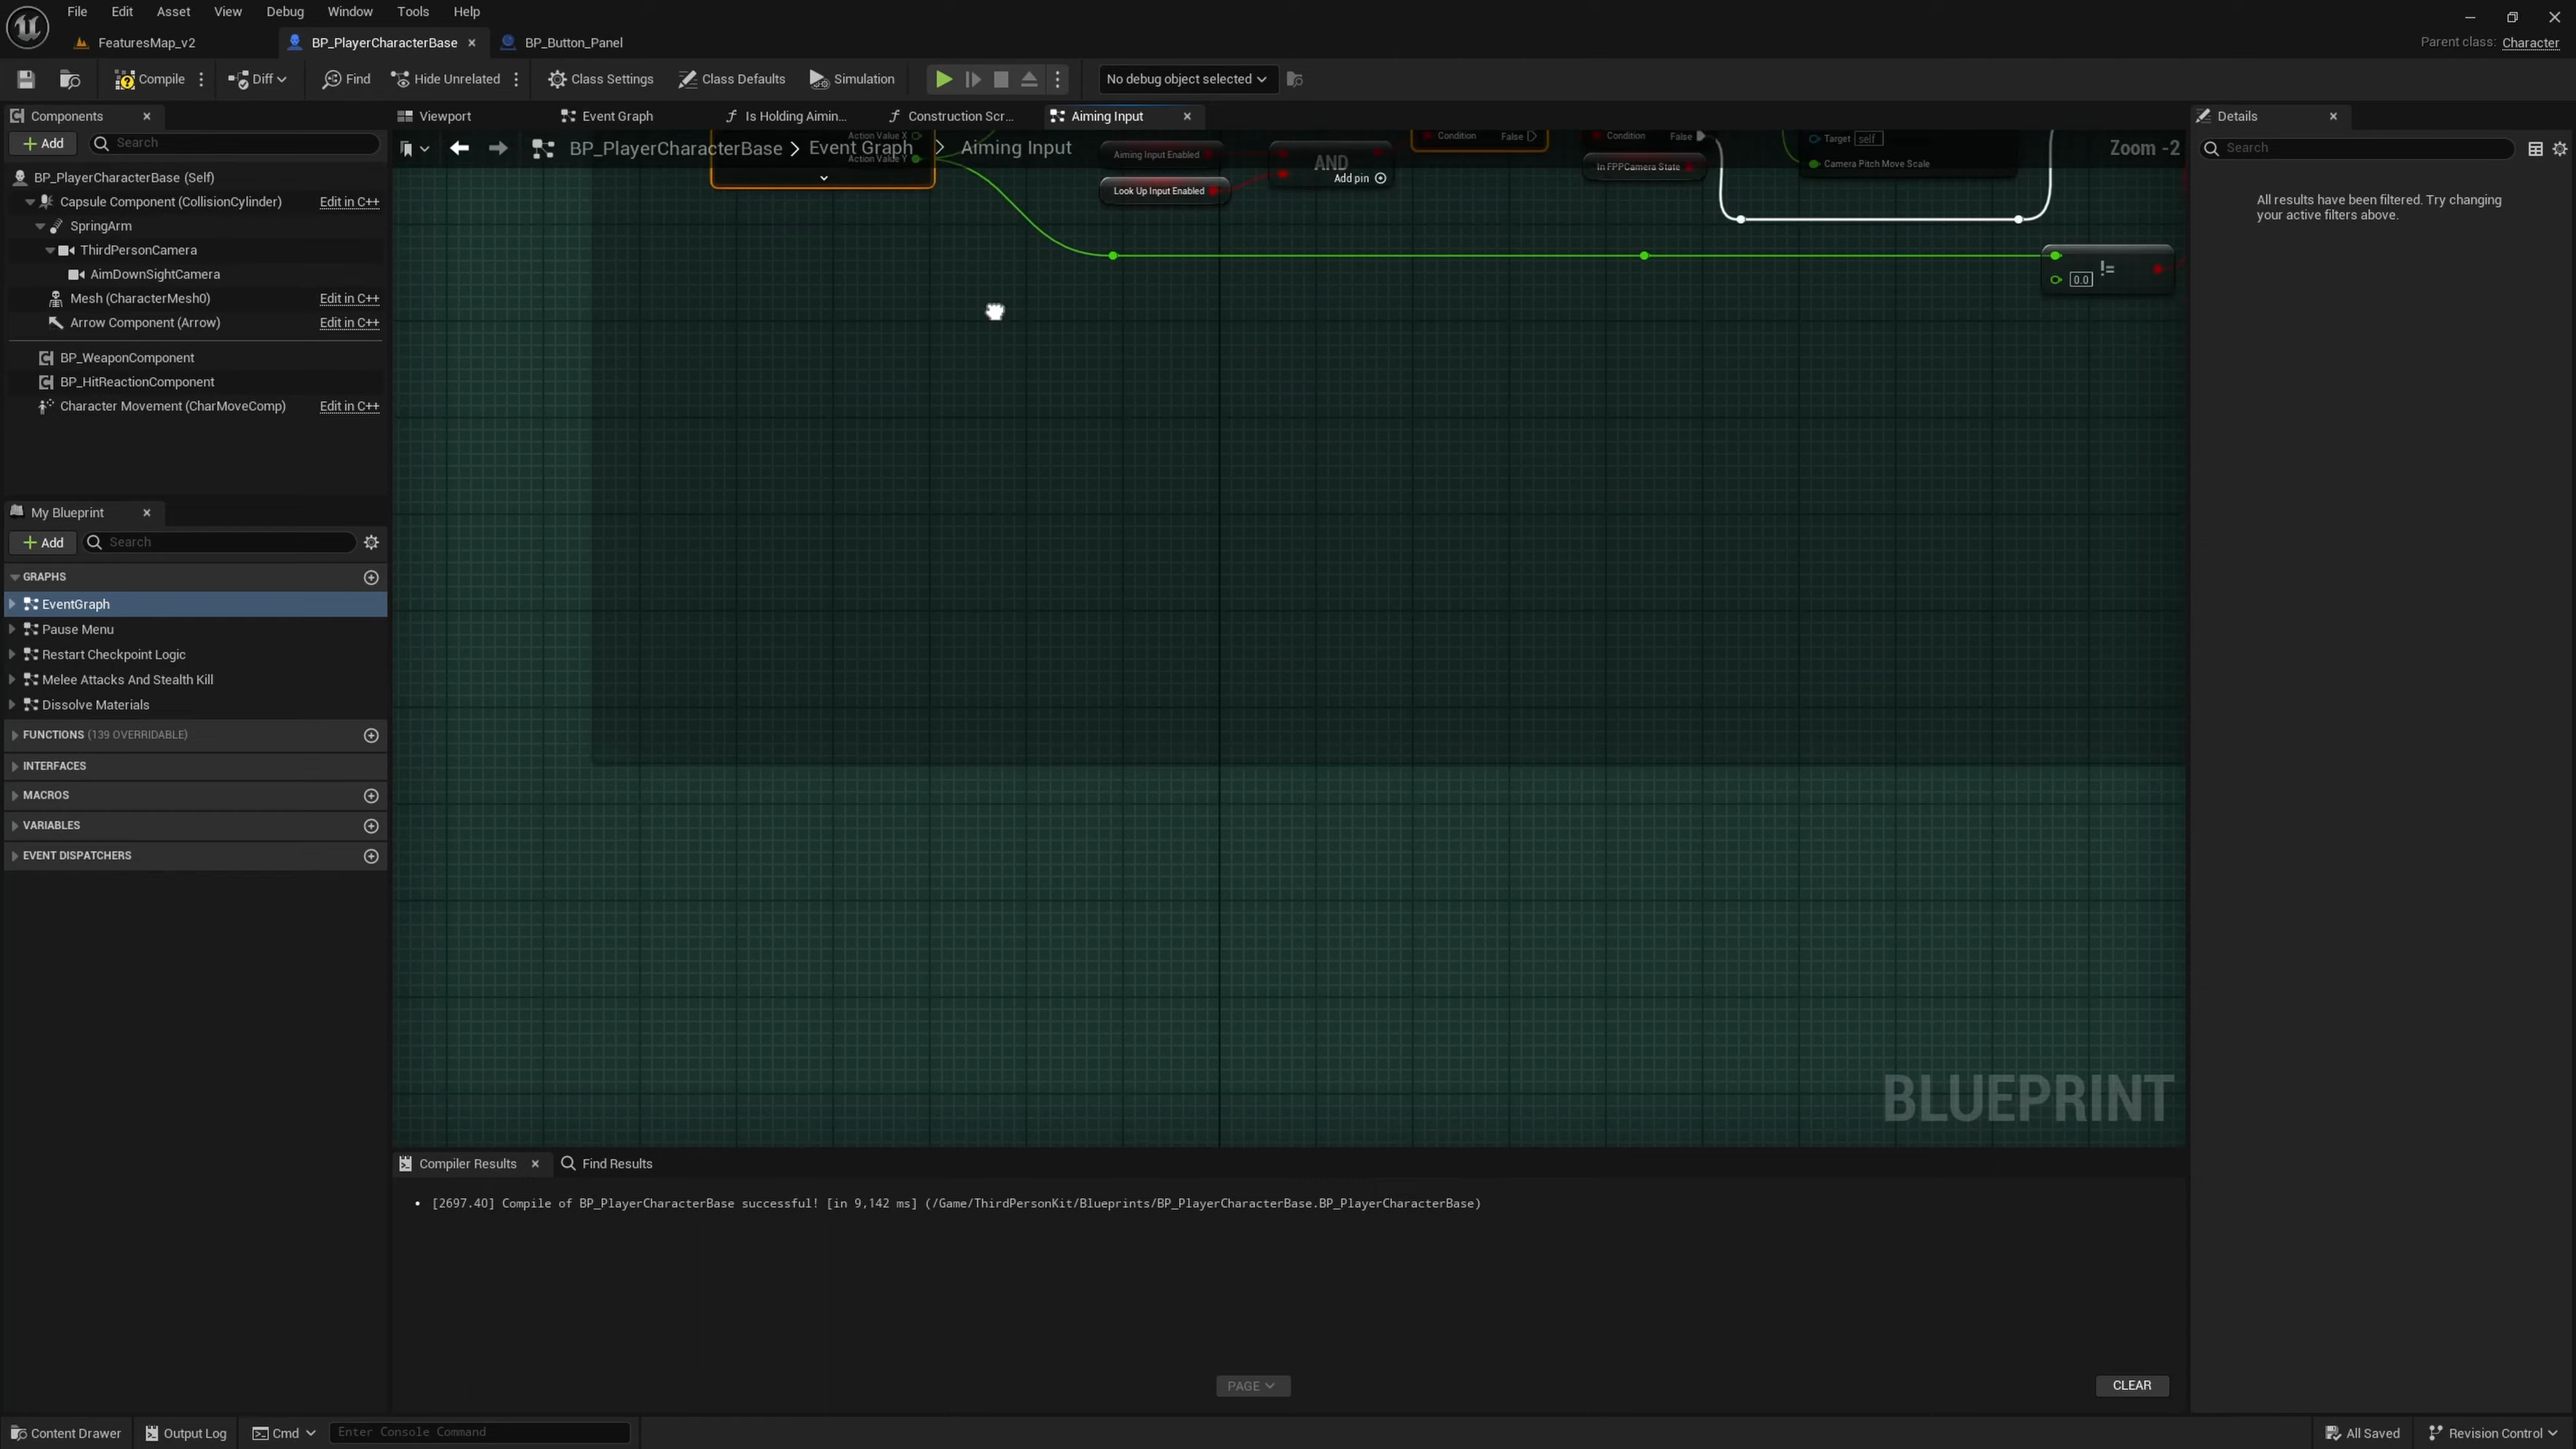 File Edit Asset View Debug Window Tools Help
FeaturesMap_v2 BP_PlayerCharacterBase BP_Button_Panel
Parent class: Character
Compile Diff Find Hide Unrelated Class Settings Class Defaults Simulation No debug object selected
Components
Add Search
BP_PlayerCharacterBase (Self)
Capsule Component (CollisionCylinder) Edit in C++
SpringArm
ThirdPersonCamera
AimDownSightCamera
Mesh (CharacterMesh0) Edit in C++
Arrow Component (Arrow) Edit in C++
BP_WeaponComponent
BP_HitReactionComponent
Character Movement (CharMoveComp) Edit in C++
My Blueprint
Add Search
GRAPHS
EventGraph
Pause Menu
Restart Checkpoint Logic
Melee Attacks And Stealth Kill
Dissolve Materials
FUNCTIONS (139 OVERRIDABLE)
INTERFACES
MACROS
VARIABLES
EVENT DISPATCHERS
Viewport Event Graph Is Holding Aimin... Construction Scr... Aiming Input
BP_PlayerCharacterBase > Event Graph > Aiming Input
Zoom -2
Action Value X
Action Value Y
Aiming Input Enabled
Look Up Input Enabled
AND
Add pin
Condition False
Condition False
In FPPCamera State
Target self
Camera Pitch Move Scale
!=
0.0
BLUEPRINT
Details
Search
All results have been filtered. Try changing
your active filters above.
Compiler Results Find Results
[2697.40] Compile of BP_PlayerCharacterBase successful! [in 9,142 ms] (/Game/ThirdPersonKit/Blueprints/BP_PlayerCharacterBase.BP_PlayerCharacterBase)
PAGE
CLEAR
Content Drawer Output Log Cmd Enter Console Command All Saved Revision Control